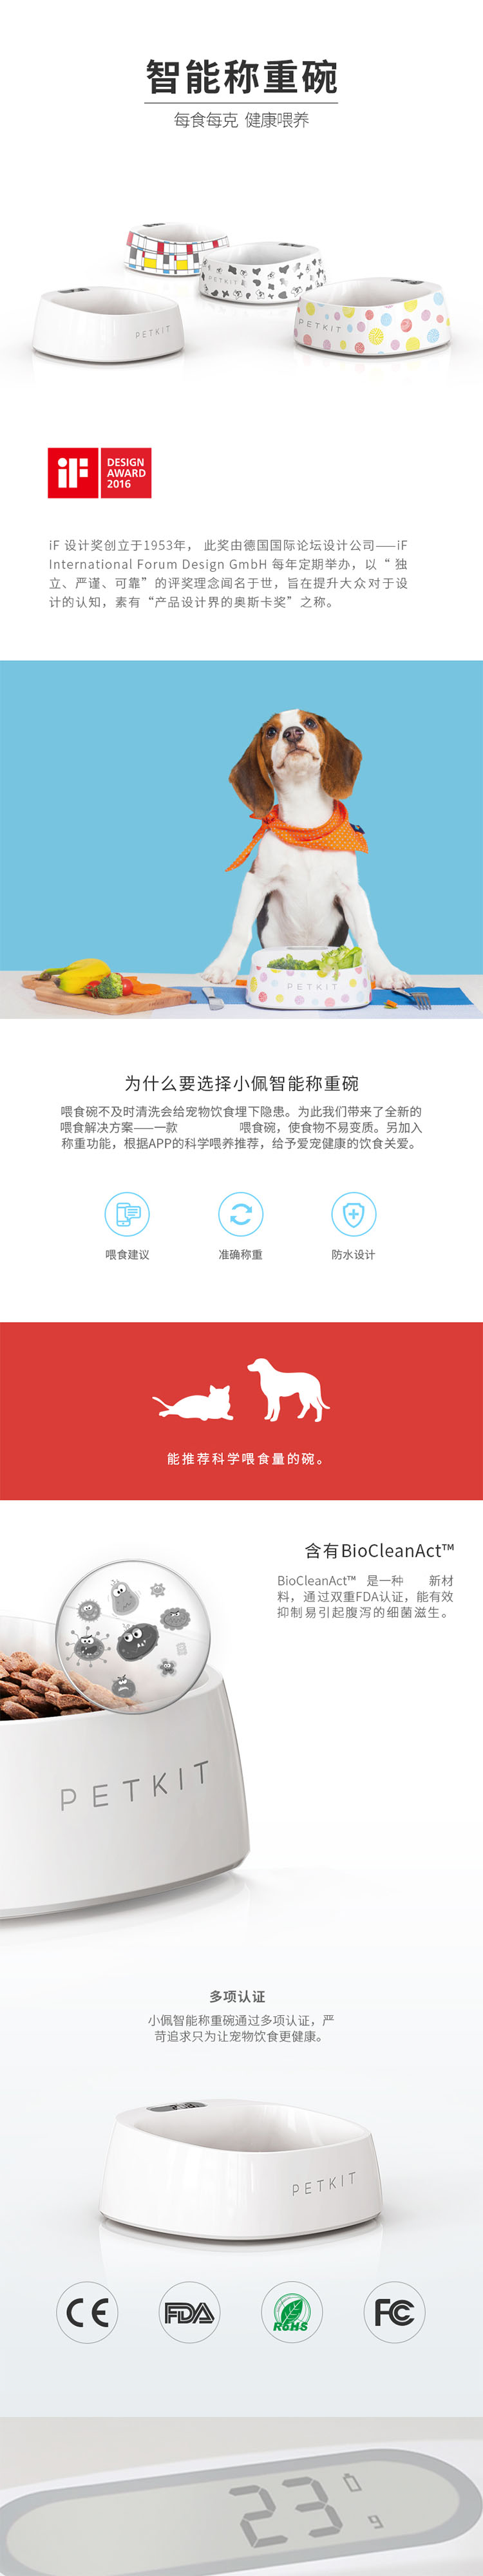 智能称重碗
每食每克 健康喂养
PETKIT
PETKIT
PETKIT
iF
DESIGN
AWARD
2016
iF 设计奖创立于1953年， 此奖由德国国际论坛设计公司——iF
International Forum Design GmbH 每年定期举办，以“ 独
立、严谨、可靠”的评奖理念闻名于世，旨在提升大众对于设
计的认知，素有“产品设计界的奥斯卡奖”之称。
PETKIT
为什么要选择小佩智能称重碗
喂食碗不及时清洗会给宠物饮食埋下隐患。为此我们带来了全新的
喂食解决方案——一款 喂食碗，使食物不易变质。另加入
称重功能，根据APP的科学喂养推荐，给予爱宠健康的饮食关爱。
喂食建议
准确称重
防水设计
能推荐科学喂食量的碗。
含有BioCleanAct™
BioCleanAct™ 是一种 新材
料，通过双重FDA认证，能有效
抑制易引起腹泻的细菌滋生。
PETKIT
多项认证
小佩智能称重碗通过多项认证，严
苛追求只为让宠物饮食更健康。
PETKIT
CE
FDA
RoHS
FC
23
g